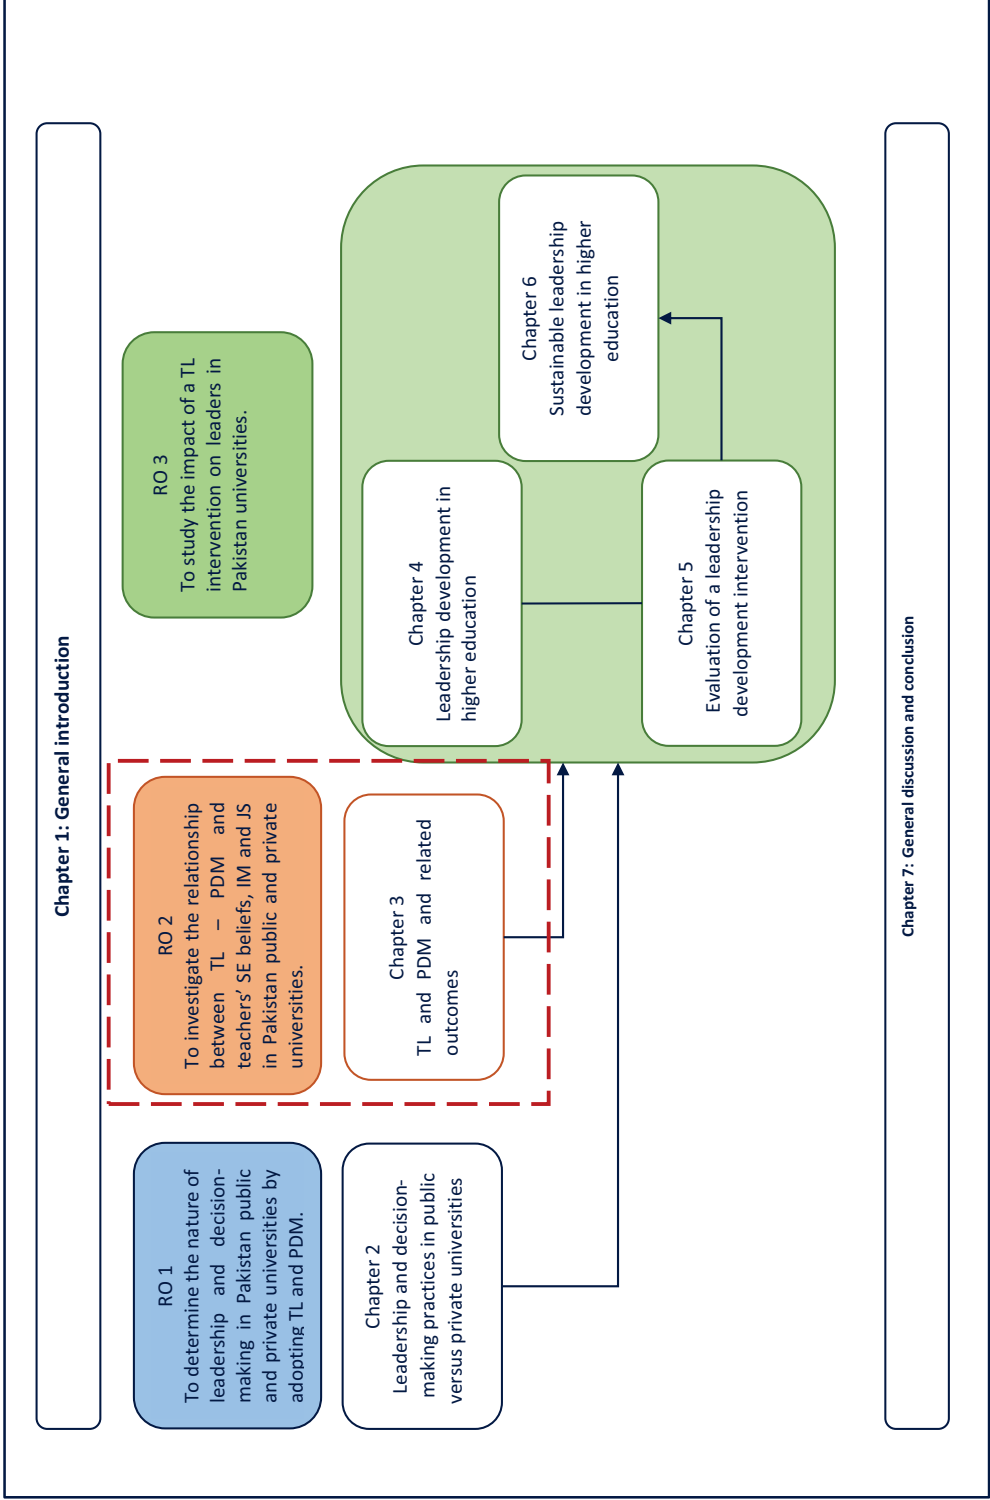 Chapter 1: General introduction
RO 1
To determine the nature of
leadership and decision-
making in Pakistan public
and private universities by
adopting TL and PDM.
RO 2
To investigate the relationship
between TL – PDM and
teachers’ SE beliefs, IM and JS
in Pakistan public and private
universities.
RO 3
To study the impact of a TL
intervention on leaders in
Pakistan universities.
Chapter 2
Leadership and decision-
making practices in public
versus private universities
Chapter 3
TL and PDM and related
outcomes
Chapter 4
Leadership development in
higher education
Chapter 5
Evaluation of a leadership
development intervention
Chapter 6
Sustainable leadership
development in higher
education
Chapter 7: General discussion and conclusion